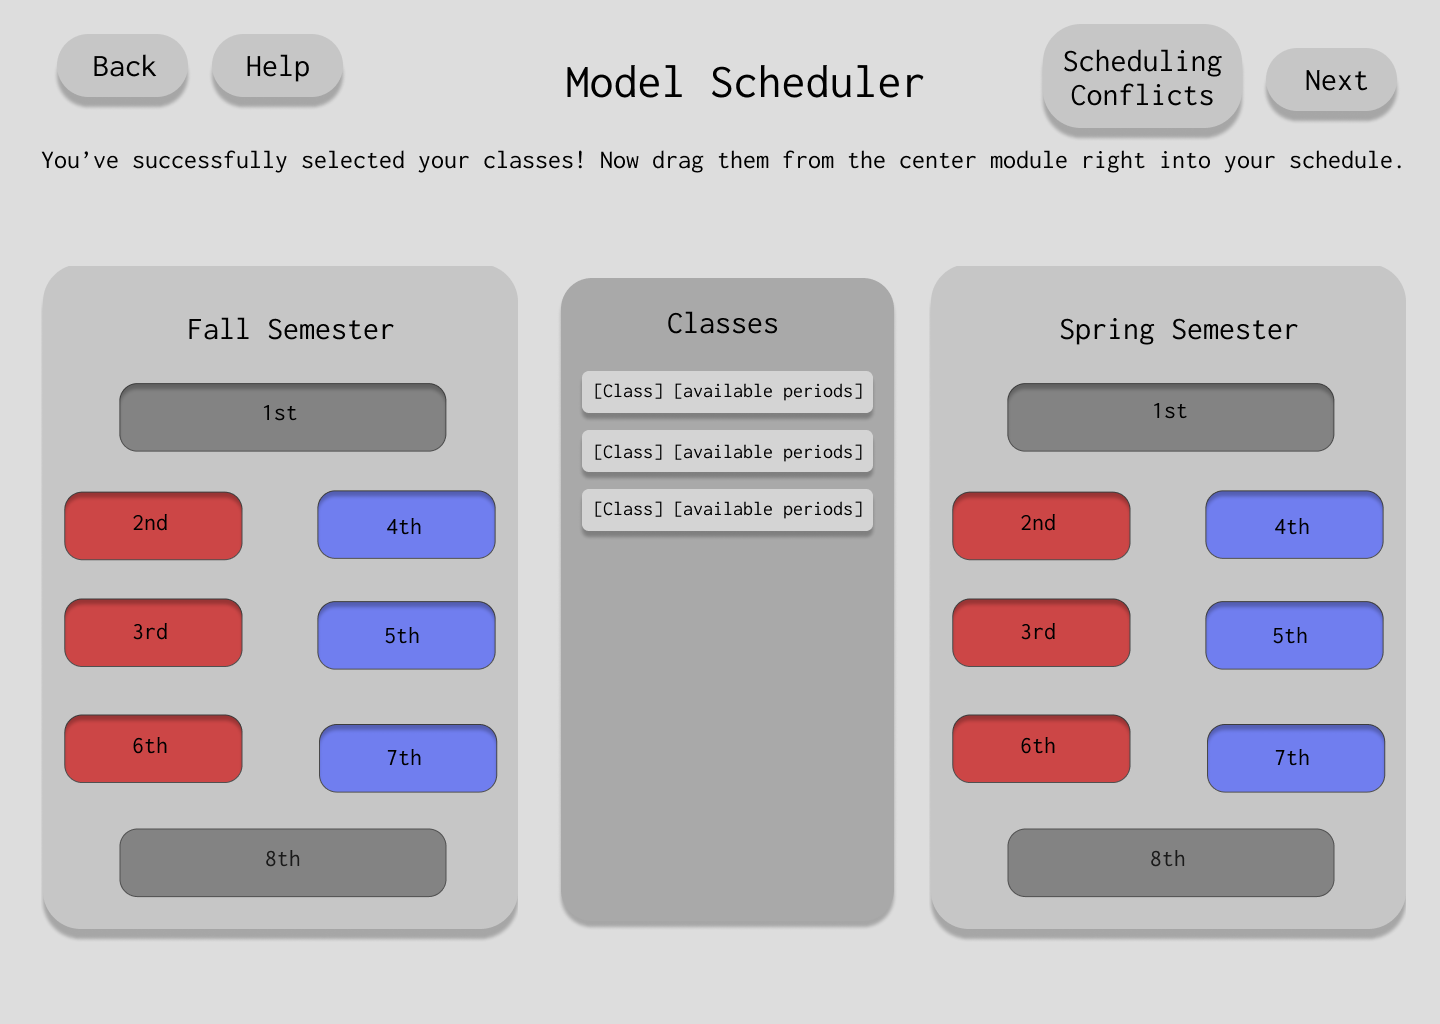 Back
Help
Model Scheduler
Scheduling
Conflicts
Next
You’ve successfully selected your classes! Now drag them from the center module right into your schedule.
Fall Semester
1st
2nd
4th
3rd
5th
6th
7th
8th
Classes
[Class] [available periods]
[Class] [available periods]
[Class] [available periods]
Spring Semester
1st
2nd
4th
3rd
5th
6th
7th
8th